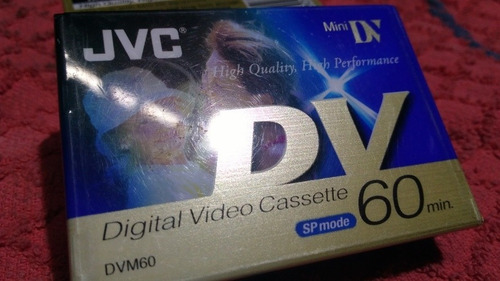 JVC®
Mini DV
High Quality, High Performance
DV
Digital Video Cassette
SP mode
60 min.
DVM60